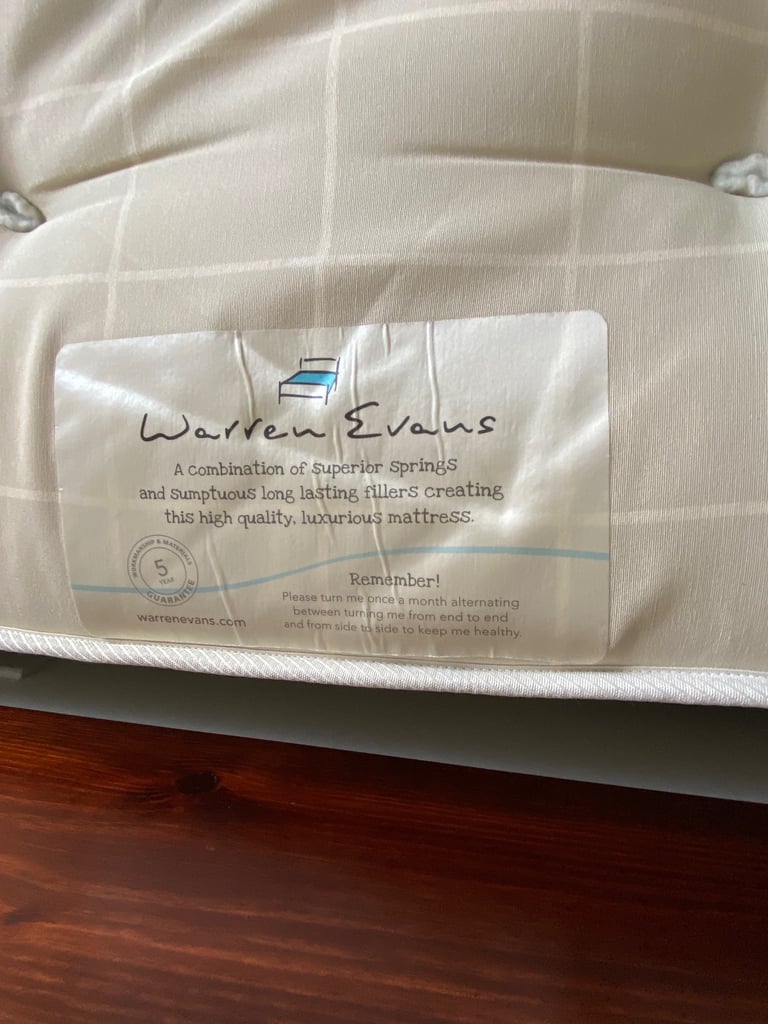 Warren Evans
A combination of superior springs
and sumptuous long lasting fillers creating
this high quality, luxurious mattress.
WORKMANSHIP & MATERIALS
5
YEAR
GUARANTEE
warrenevans.com
Remember!
Please turn me once a month alternating
between turning me from end to end
and from side to side to keep me healthy.